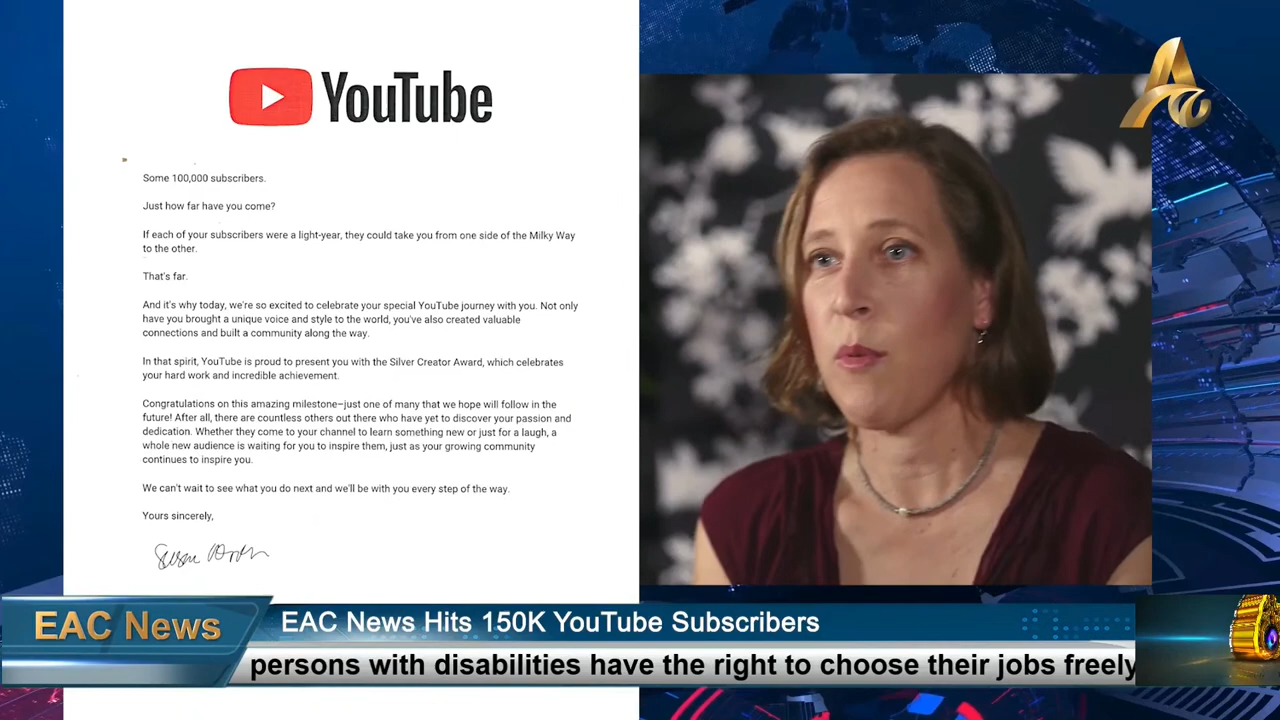 YouTube
Some 100,000 subscribers.
Just how far have you come?
If each of your subscribers were a light-year, they could take you from one side of the Milky Way
to the other.
That's far.
And it's why today, we're so excited to celebrate your special YouTube journey with you. Not only
have you brought a unique voice and style to the world, you've also created valuable
connections and built a community along the way.
In that spirit, YouTube is proud to present you with the Silver Creator Award, which celebrates
your hard work and incredible achievement.
Congratulations on this amazing milestone–just one of many that we hope will follow in the
future! After all, there are countless others out there who have yet to discover your passion and
dedication. Whether they come to your channel to learn something new or just for a laugh, a
whole new audience is waiting for you to inspire them, just as your growing community
continues to inspire you.
We can't wait to see what you do next and we'll be with you every step of the way.
Yours sincerely,
EAC News
EAC News Hits 150K YouTube Subscribers
persons with disabilities have the right to choose their jobs freely